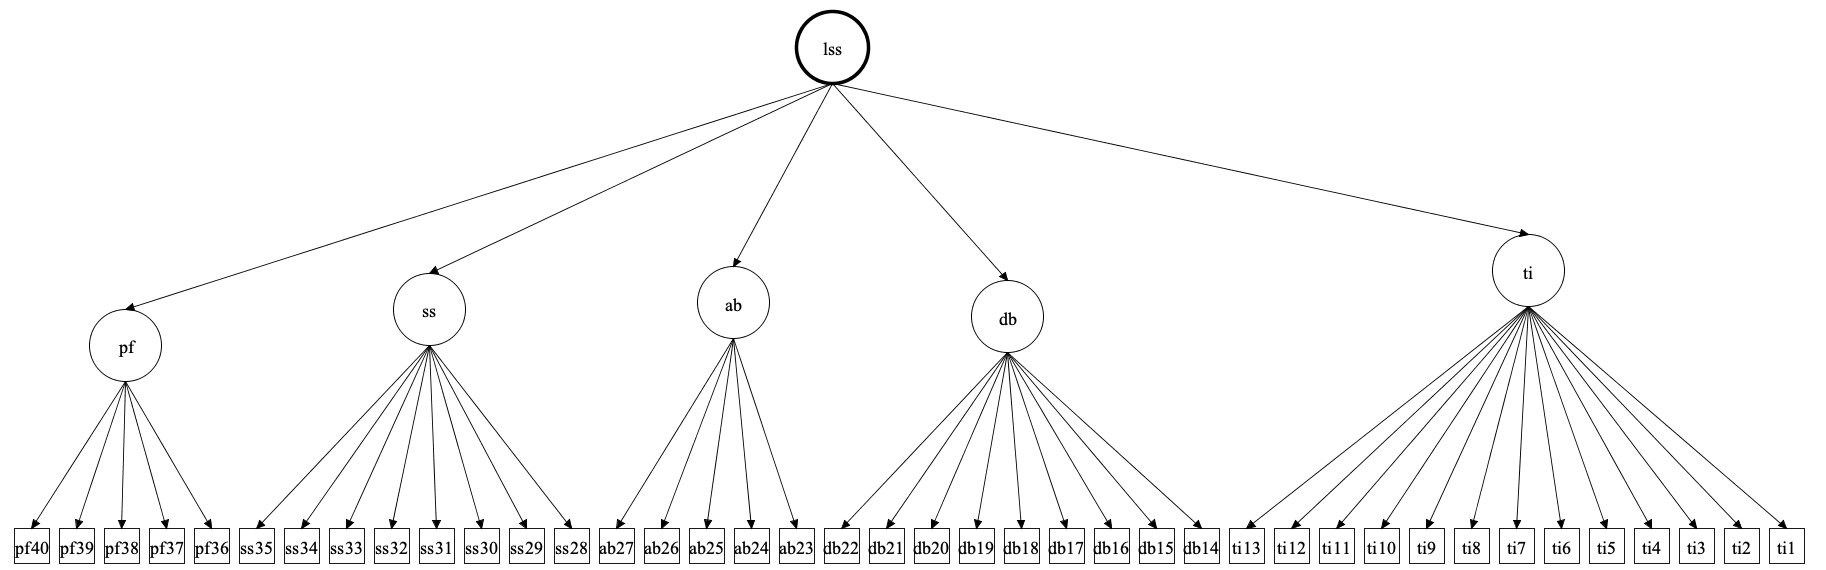 lss
pf ss ab db ti
pf40 pf39 pf38 pf37 pf36 ss35 ss34 ss33 ss32 ss31 ss30 ss29 ss28 ab27 ab26 ab25 ab24 ab23 db22 db21 db20 db19 db18 db17 db16 db15 db14 ti13 ti12 ti11 ti10 ti9 ti8 ti7 ti6 ti5 ti4 ti3 ti2 ti1